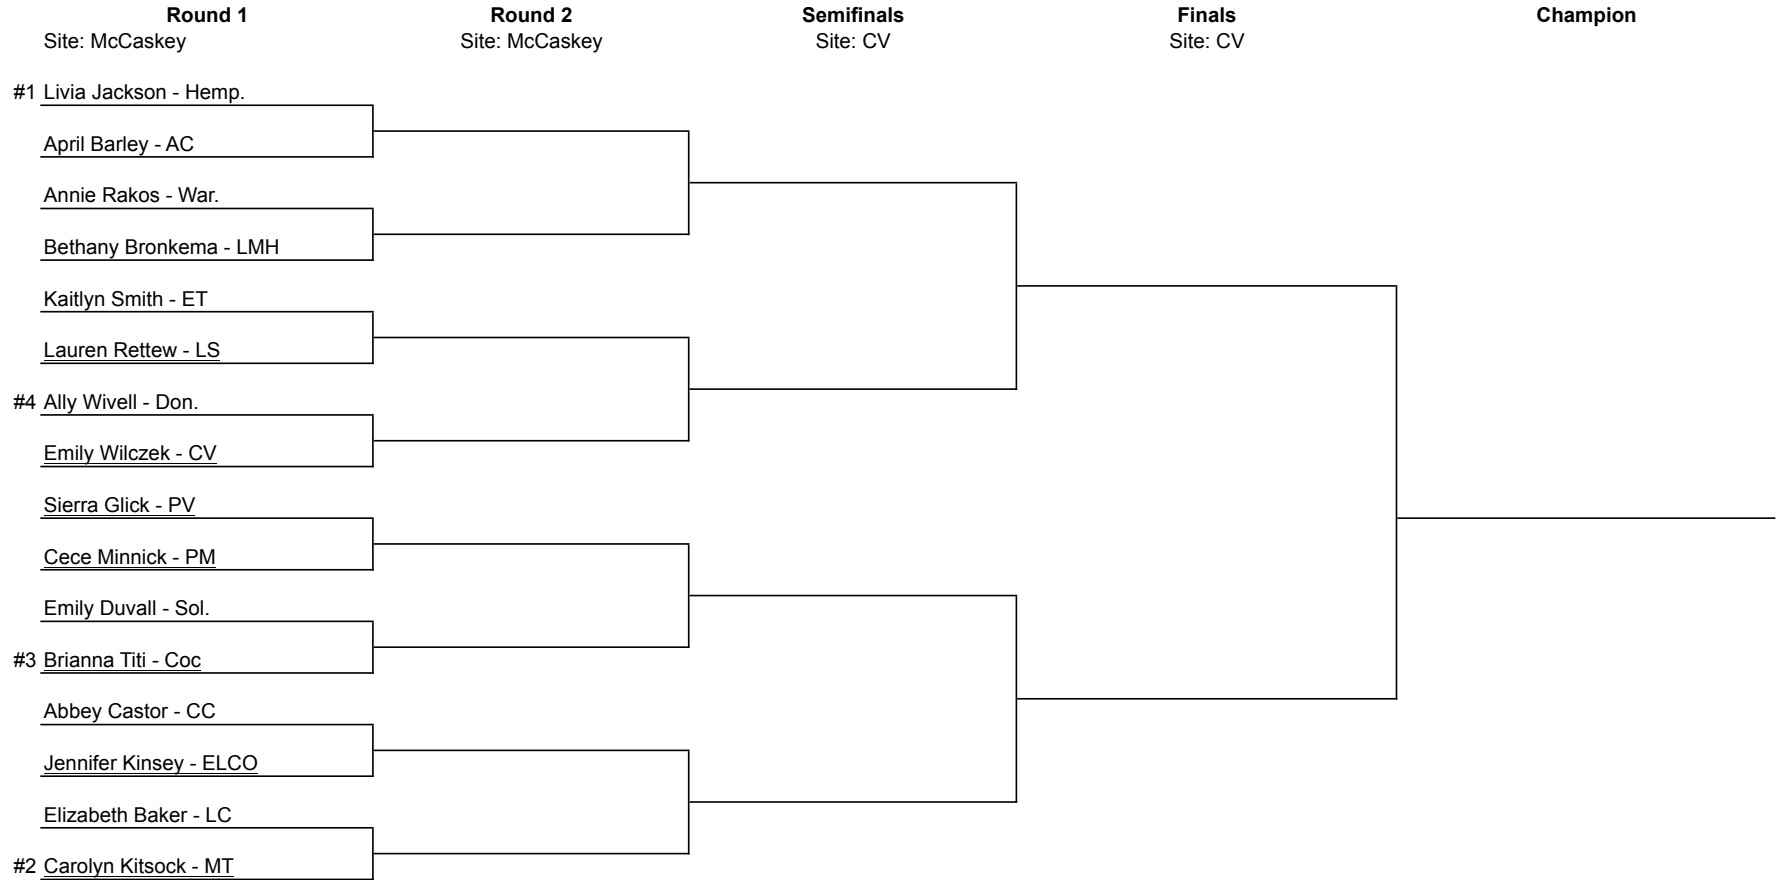 Round 1 Round 2 Semifinals Finals Champion
Site: McCaskey Site: McCaskey Site: CV Site: CV
#1 Livia Jackson - Hemp.
April Barley - AC
Annie Rakos - War.
Bethany Bronkema - LMH
Kaitlyn Smith - ET
Lauren Rettew - LS
#4 Ally Wivell - Don.
Emily Wilczek - CV
Sierra Glick - PV
Cece Minnick - PM
Emily Duvall - Sol.
#3 Brianna Titi - Coc
Abbey Castor - CC
Jennifer Kinsey - ELCO
Elizabeth Baker - LC
#2 Carolyn Kitsock - MT